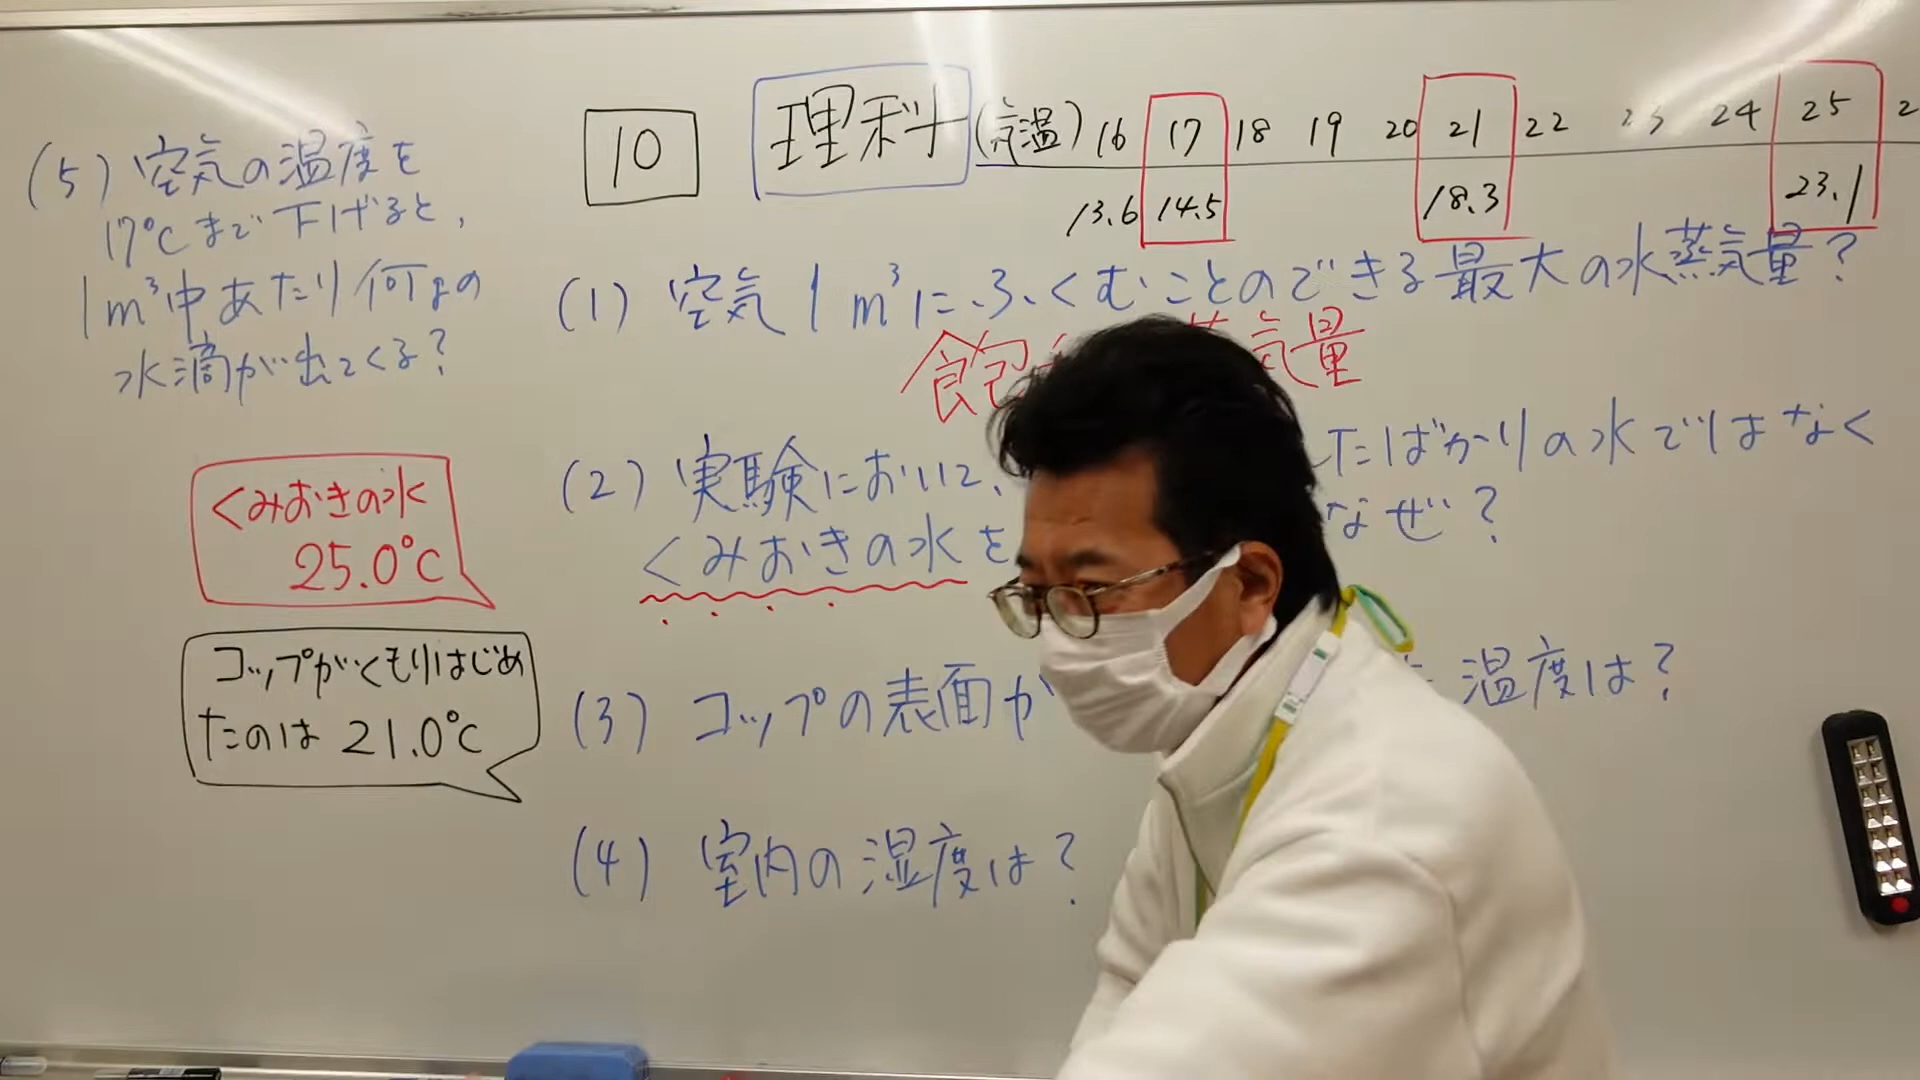 10
理科
(気温) 16 17 18 19 20 21 22 23 24 25 2
13.6 14.5 18.3 23.1
(1) 空気1m³にふくむことのできる最大の水蒸気量?
飽 蒸気量
(2) 実験において、 たばかりの水ではなく
くみおきの水を なぜ?
(3) コップの表面が 温度は?
(4) 室内の湿度は?
(5) 空気の温度を
17℃まで下げると,
1m³中あたり何gの
水滴が出てくる?
くみおきの水
25.0℃
コップがくもりはじめ
たのは 21.0℃